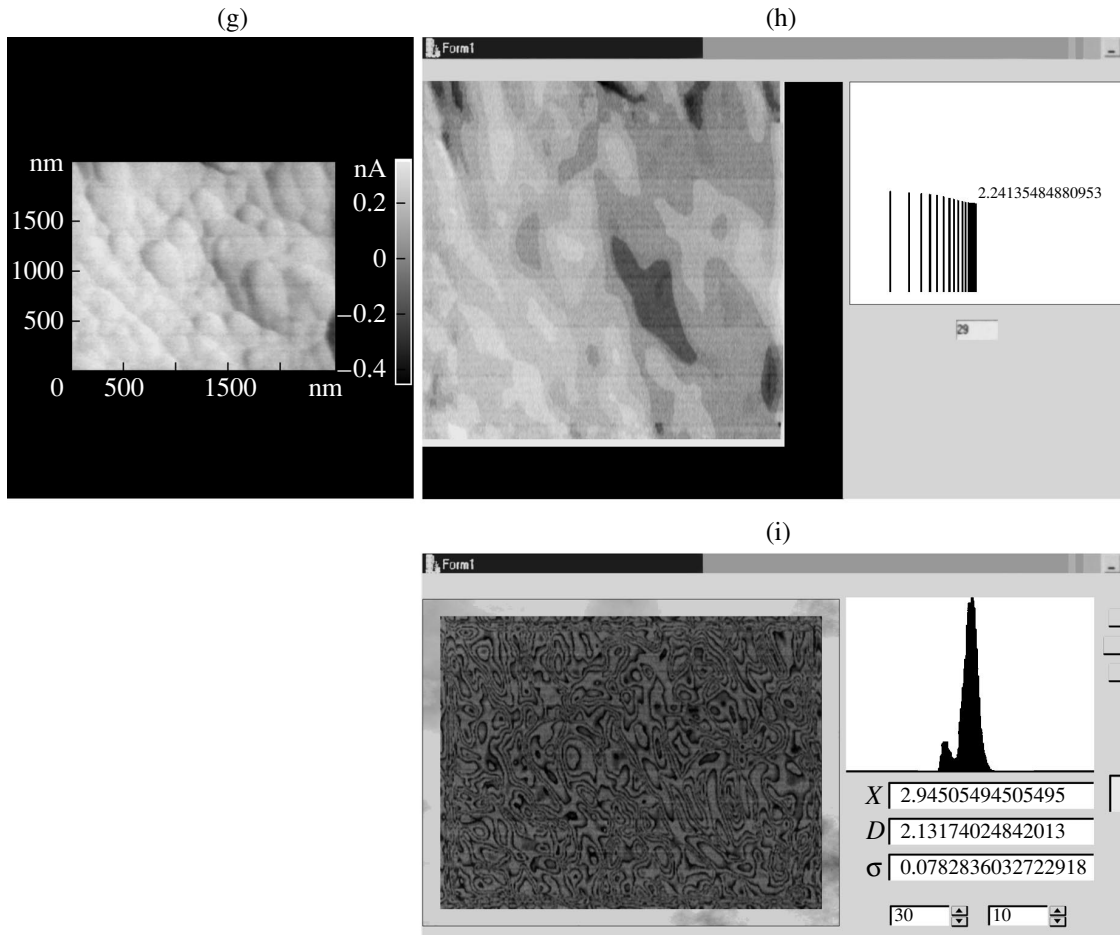 (g)
nm
1500
1000
500
0
500
1500
nm
nA
0.2
0
−0.2
−0.4
(h)
Form1
2.24135484880953
29
(i)
Form1
X 2.94505494505495
D 2.13174024842013
σ 0.0782836032722918
30 10